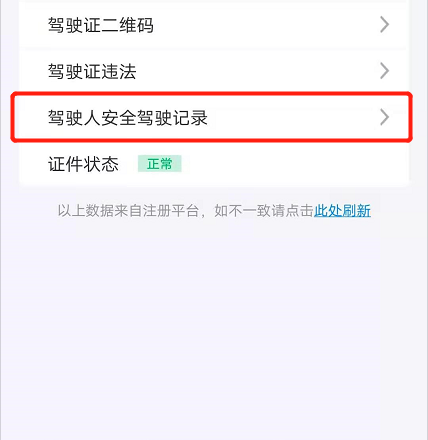 驾驶证二维码
驾驶证违法
驾驶人安全驾驶记录
证件状态 正常
以上数据来自注册平台，如不一致请点击此处刷新